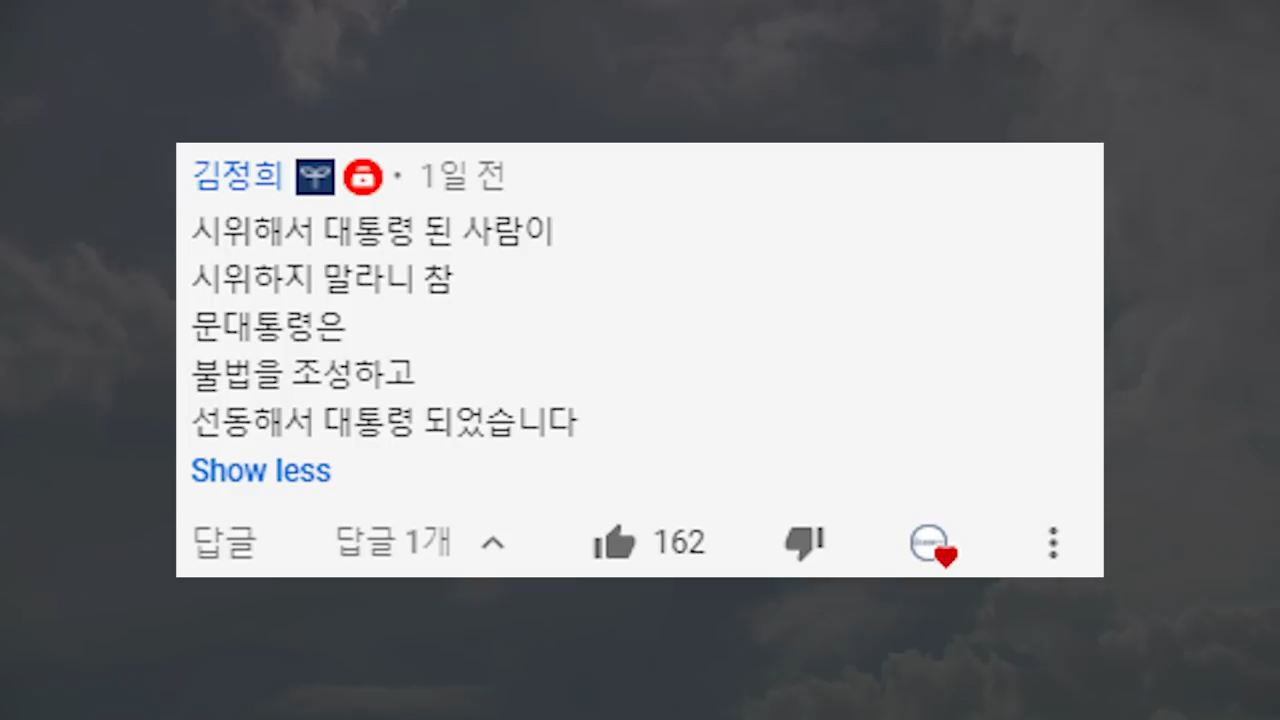 김정희 • 1일 전
시위해서 대통령 된 사람이
시위하지 말라니 참
문대통령은
불법을 조성하고
선동해서 대통령 되었습니다
Show less
답글 답글 1개 162